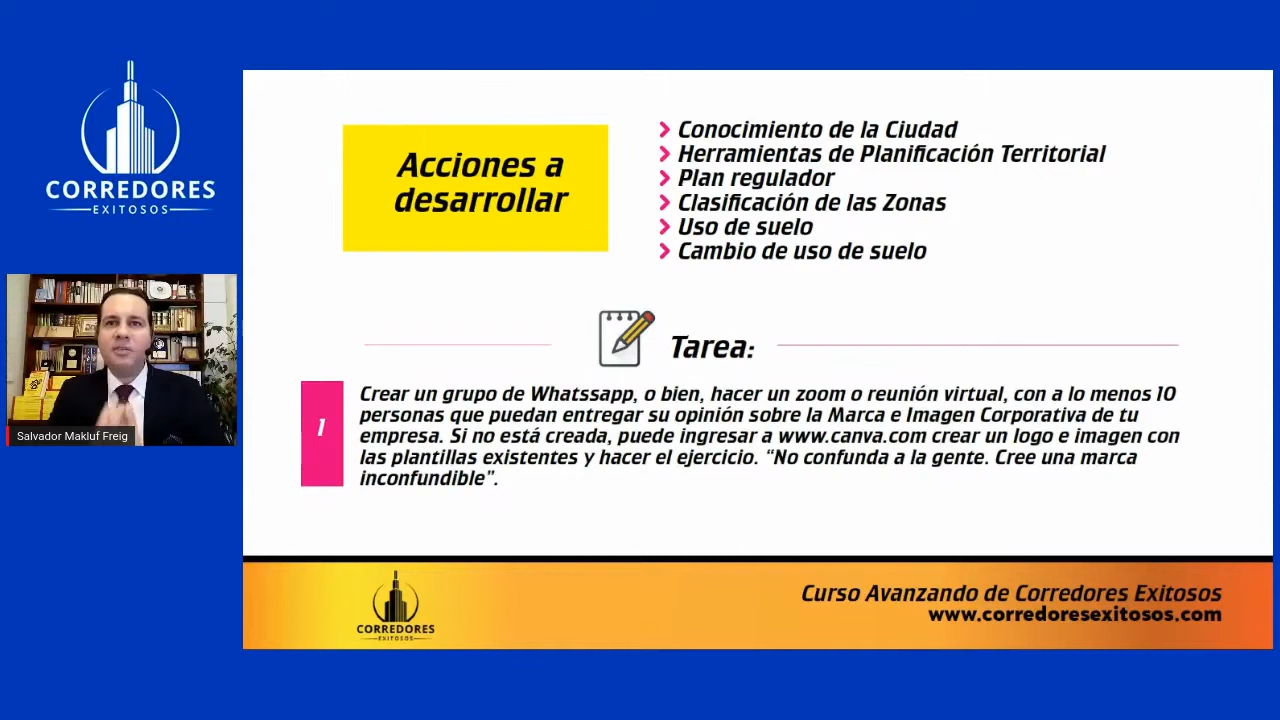 CORREDORES
EXITOSOS
Salvador Makluf Freig
Acciones a
desarrollar
Conocimiento de la Ciudad
Herramientas de Planificación Territorial
Plan regulador
Clasificación de las Zonas
Uso de suelo
Cambio de uso de suelo
Tarea:
1
Crear un grupo de Whatssapp, o bien, hacer un zoom o reunión virtual, con a lo menos 10
personas que puedan entregar su opinión sobre la Marca e Imagen Corporativa de tu
empresa. Si no está creada, puede ingresar a www.canva.com crear un logo e imagen con
las plantillas existentes y hacer el ejercicio. “No confunda a la gente. Cree una marca
inconfundible”.
CORREDORES
EXITOSOS
Curso Avanzando de Corredores Exitosos
www.corredoresexitosos.com